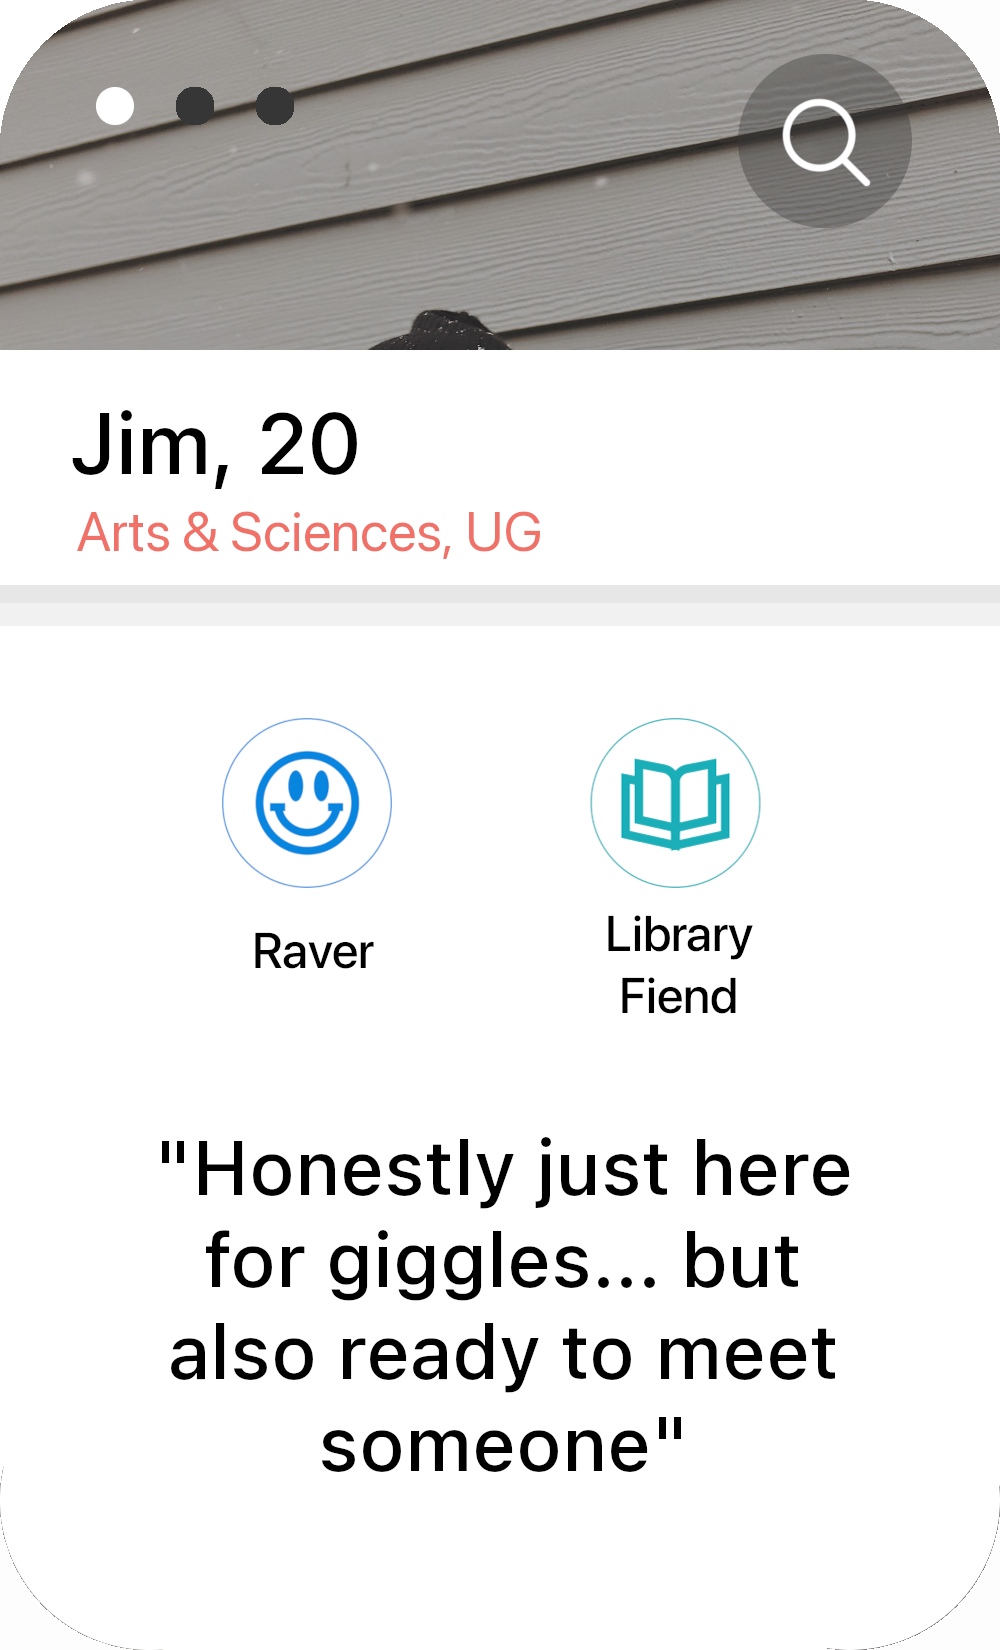 Jim, 20
Arts & Sciences, UG
Raver
Library
Fiend
"Honestly just here
for giggles... but
also ready to meet
someone"